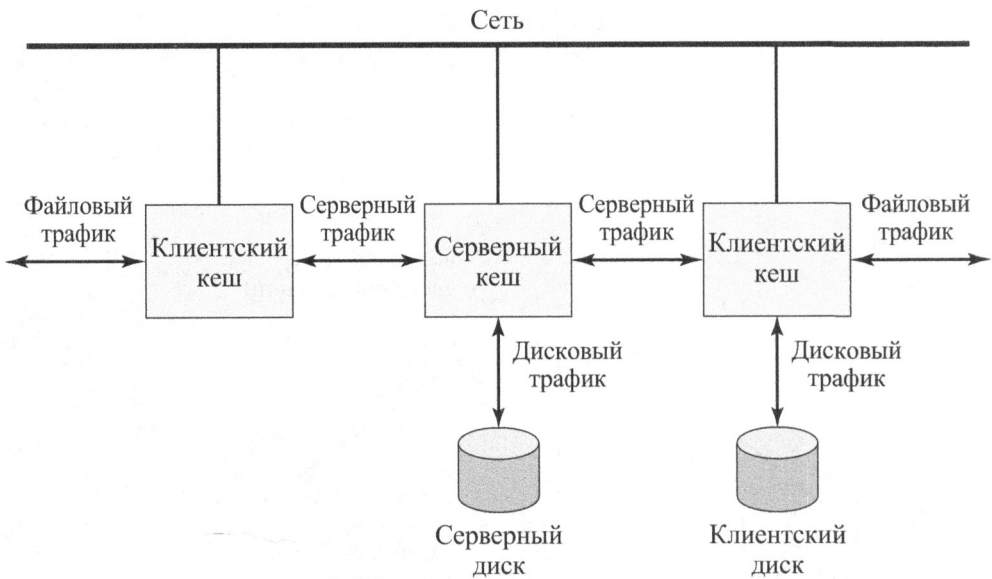 Сеть
Файловый
трафик
Клиентский
кеш
Серверный
трафик
Серверный
кеш
Серверный
трафик
Клиентский
кеш
Файловый
трафик
Дисковый
трафик
Дисковый
трафик
Серверный
диск
Клиентский
диск